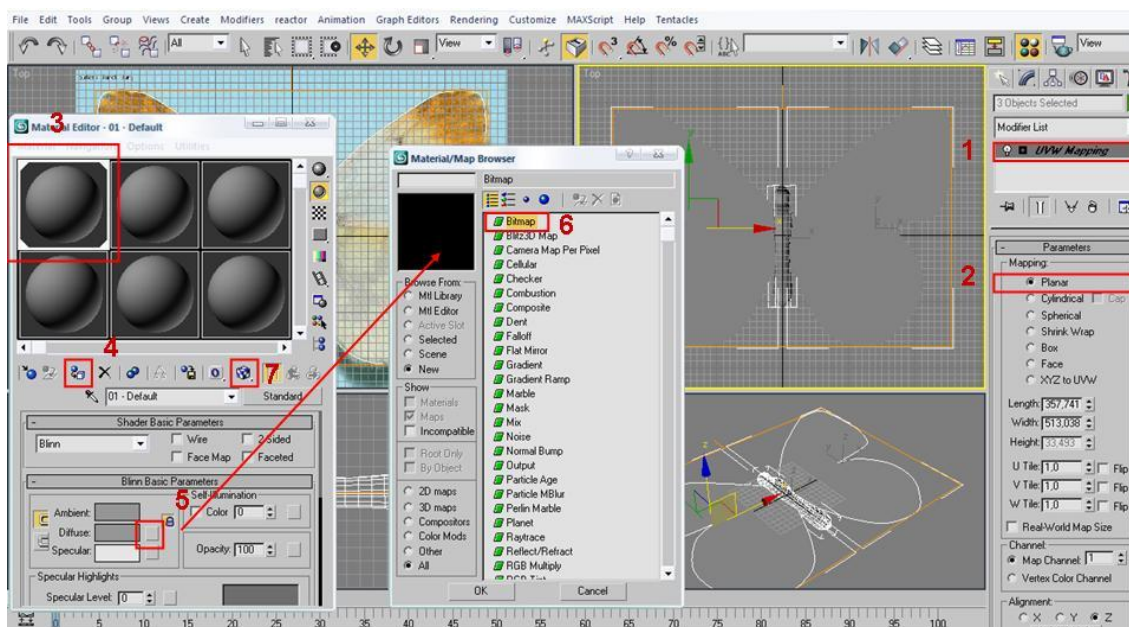 File Edit Tools Group Views Create Modifiers reactor Animation Graph Editors Rendering Customize MAXScript Help Tentacles
All
View
View
Top
Top
3 Objects Selected
Modifier List
1
UVW Mapping
3
Material Editor - 01 - Default
Options Utilities
4
7
01 - Default
Standard
Shader Basic Parameters
Blinn
Wire
2-Sided
Face Map
Faceted
Blinn Basic Parameters
5
Self-Illumination
Ambient:
Color 0
Diffuse:
Specular:
Opacity: 100
Specular Highlights
Specular Level: 0
Material/Map Browser
Bitmap
6
Bitmap
Blitz3D Map
Camera Map Per Pixel
Cellular
Checker
Combustion
Composite
Dent
Falloff
Flat Mirror
Gradient
Gradient Ramp
Marble
Mask
Mix
Noise
Normal Bump
Output
Particle Age
Particle MBlur
Perlin Marble
Planet
Raytrace
Reflect/Refract
RGB Multiply
RGB Tint
Browse From:
Mtl Library
Mtl Editor
Active Slot
Selected
Scene
New
Show
Materials
Maps
Incompatible
Root Only
By Object
2D maps
3D maps
Compositors
Color Mods
Other
All
OK
Cancel
Parameters
Mapping:
2
Planar
Cylindrical
Cap
Spherical
Shrink Wrap
Box
Face
XYZ to UVW
Length: 357,741
Width: 513,038
Height: 33,493
U Tile: 1,0 Flip
V Tile: 1,0 Flip
W Tile: 1,0 Flip
Real-World Map Size
Channel:
Map Channel: 1
Vertex Color Channel
Alignment:
X Y Z
0 5 10 15 20 25 30 35 40 45 50 55 60 65 70 75 80 85 90 95 100